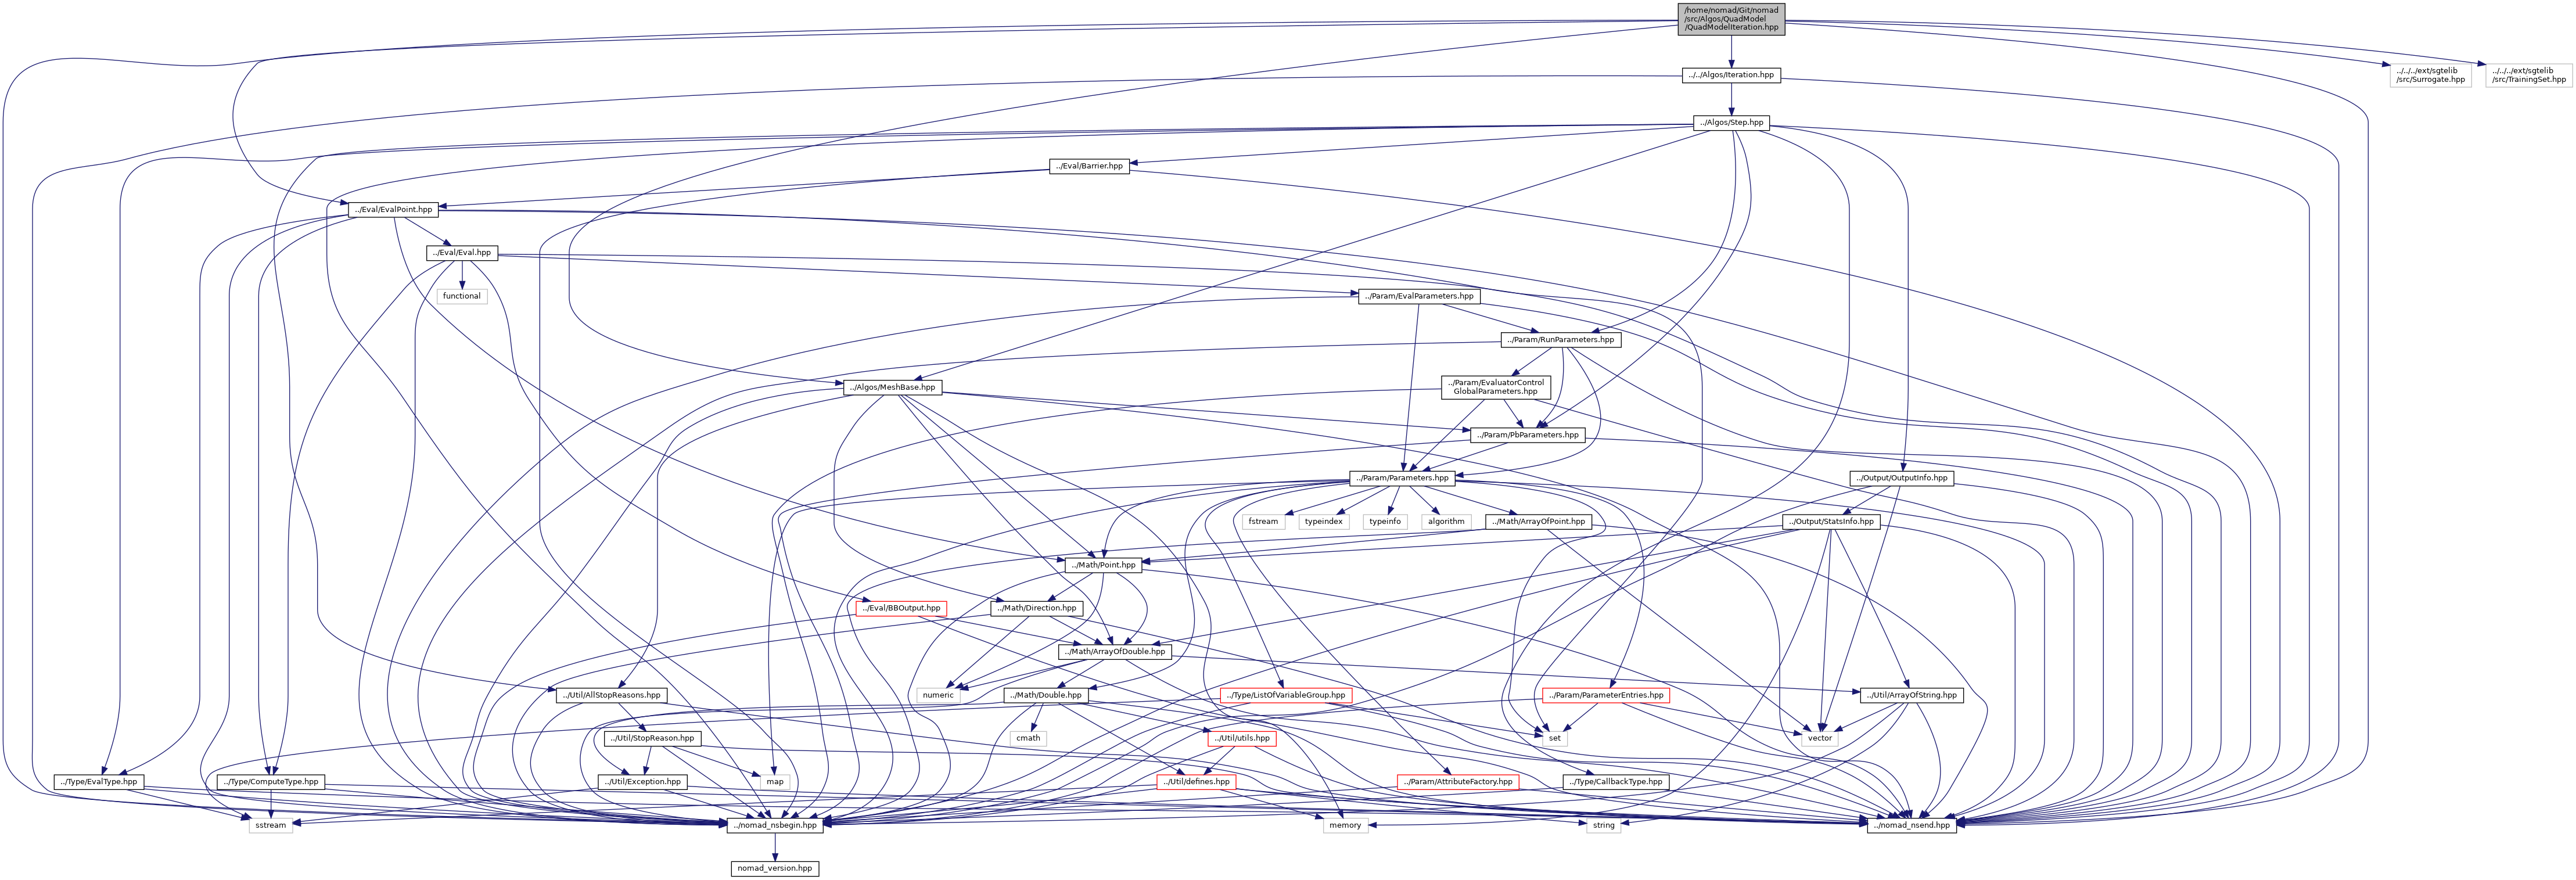 /home/nomad/Git/nomad
/src/Algos/QuadModel
/QuadModelIteration.hpp
../../Algos/Iteration.hpp
../../../ext/sgtelib
/src/Surrogate.hpp
../../../ext/sgtelib
/src/TrainingSet.hpp
../Algos/Step.hpp
../Eval/Barrier.hpp
../Eval/EvalPoint.hpp
../Eval/Eval.hpp
functional
../Param/EvalParameters.hpp
../Param/RunParameters.hpp
../Algos/MeshBase.hpp
../Param/EvaluatorControl
GlobalParameters.hpp
../Param/PbParameters.hpp
../Param/Parameters.hpp
../Output/OutputInfo.hpp
fstream
typeindex
typeinfo
algorithm
../Math/ArrayOfPoint.hpp
../Output/StatsInfo.hpp
../Math/Point.hpp
../Eval/BBOutput.hpp
../Math/Direction.hpp
../Math/ArrayOfDouble.hpp
../Util/AllStopReasons.hpp
numeric
../Math/Double.hpp
../Type/ListOfVariableGroup.hpp
../Param/ParameterEntries.hpp
../Util/ArrayOfString.hpp
../Util/StopReason.hpp
cmath
../Util/utils.hpp
set
vector
../Type/EvalType.hpp
../Type/ComputeType.hpp
../Util/Exception.hpp
map
../Util/defines.hpp
../Param/AttributeFactory.hpp
../Type/CallbackType.hpp
sstream
../nomad_nsbegin.hpp
memory
string
../nomad_nsend.hpp
nomad_version.hpp